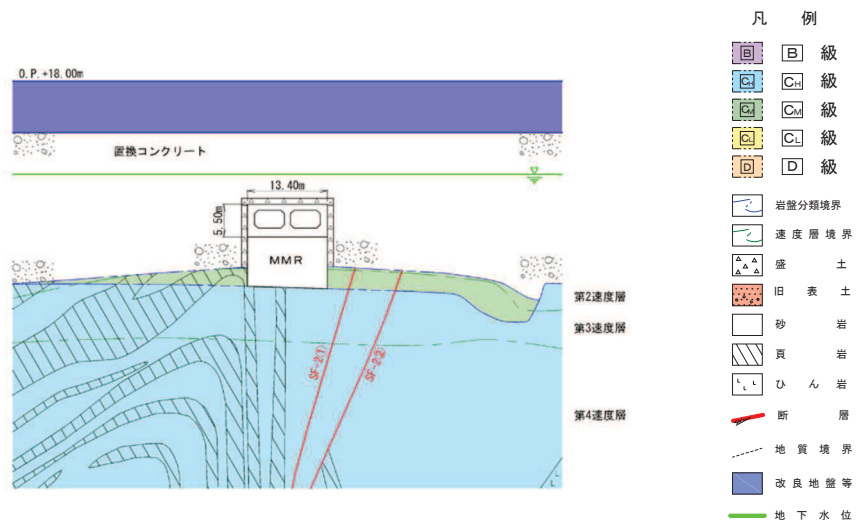 O.P.+18.00m
置換コンクリート
13.40m
5.50m
MMR
第2速度層
第3速度層
第4速度層
SF-2①
SF-2②
凡 例
B B 級
CH CH 級
CM CM 級
CL CL 級
D D 級
岩盤分類境界
速度層境界
盛 土
旧 表 土
砂 岩
頁 岩
ひ ん 岩
断 層
地 質 境 界
改 良 地 盤 等
地 下 水 位